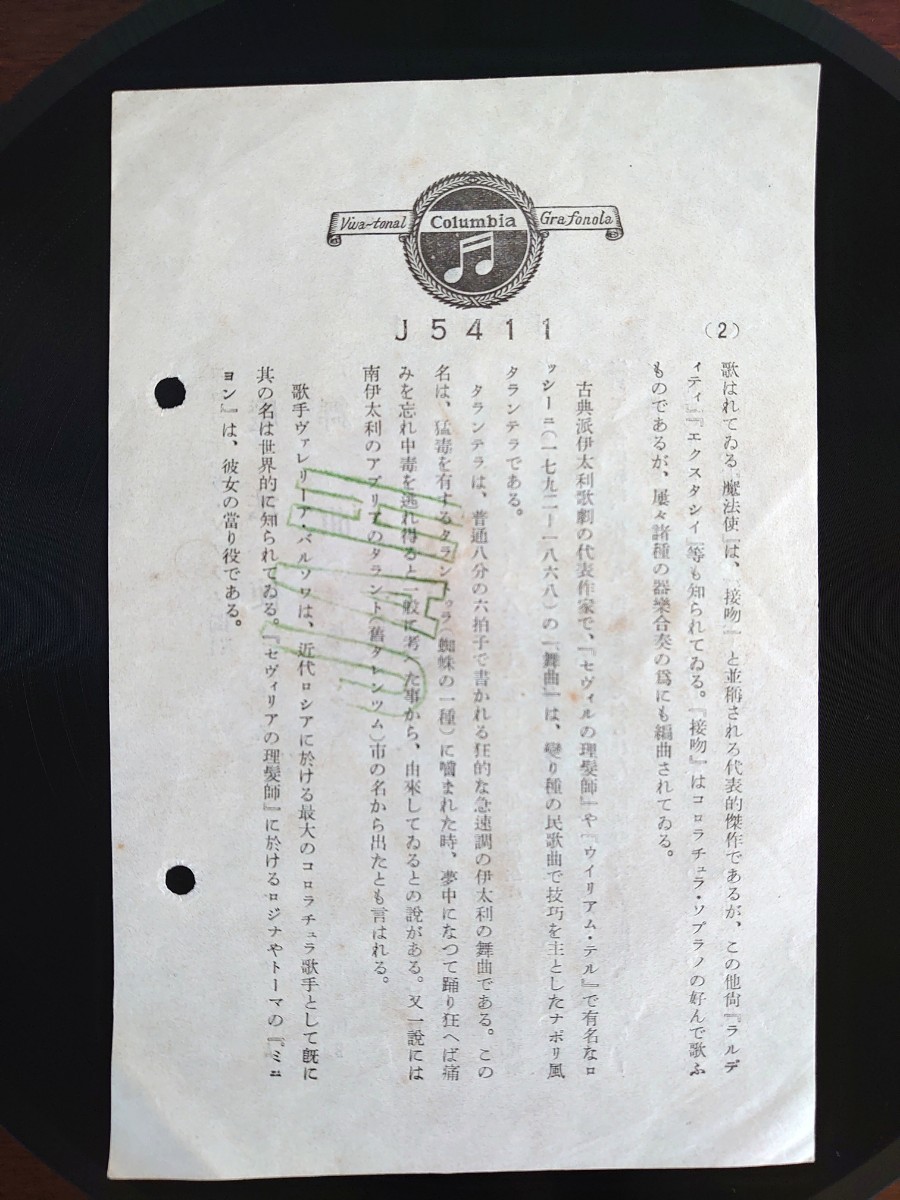 Viva-tonal Columbia Grafonola
J5411
(2)
歌はれてゐる『魔法使』は、『接吻』と並稱されろ代表的傑作であるが、この他尙『ラルデ
ィティ』『エクスタシイ』等も知られてゐる。『接吻』はコロラチュラ・ソプラノの好んで歌ふ
ものであるが、屢々諸種の器樂合奏の爲にも編曲されてゐる。
古典派伊太利歌劇の代表作家で、『セヴィルの理髪師』や『ウイリアム・テル』で有名なロ
ッシーニ(一七九二ー一八六八)の『舞曲』は、變り種の民歌曲で技巧を主としたナポリ風
タランテラである。
タランテラは、普通八分の六拍子で書かれる狂的な急速調の伊太利の舞曲である。この
名は、猛毒を有するタラントゥラ(蜘蛛の一種)に嚙まれた時、夢中になつて踊り狂へば痛
みを忘れ中毒を逃れ得ると一般に考へた事から、由來してゐるとの說がある。又一說には
南伊太利のアプリアのタラント(舊タレンツム)市の名から出たとも言はれる。
歌手ヴァレリーア・バルソワは、近代ロシアに於ける最大のコロラチュラ歌手として旣に
其の名は世界的に知られてゐる。『セヴィリアの理髪師』に於けるロジナやトーマの『ミニ
ヨン』は、彼女の當り役である。